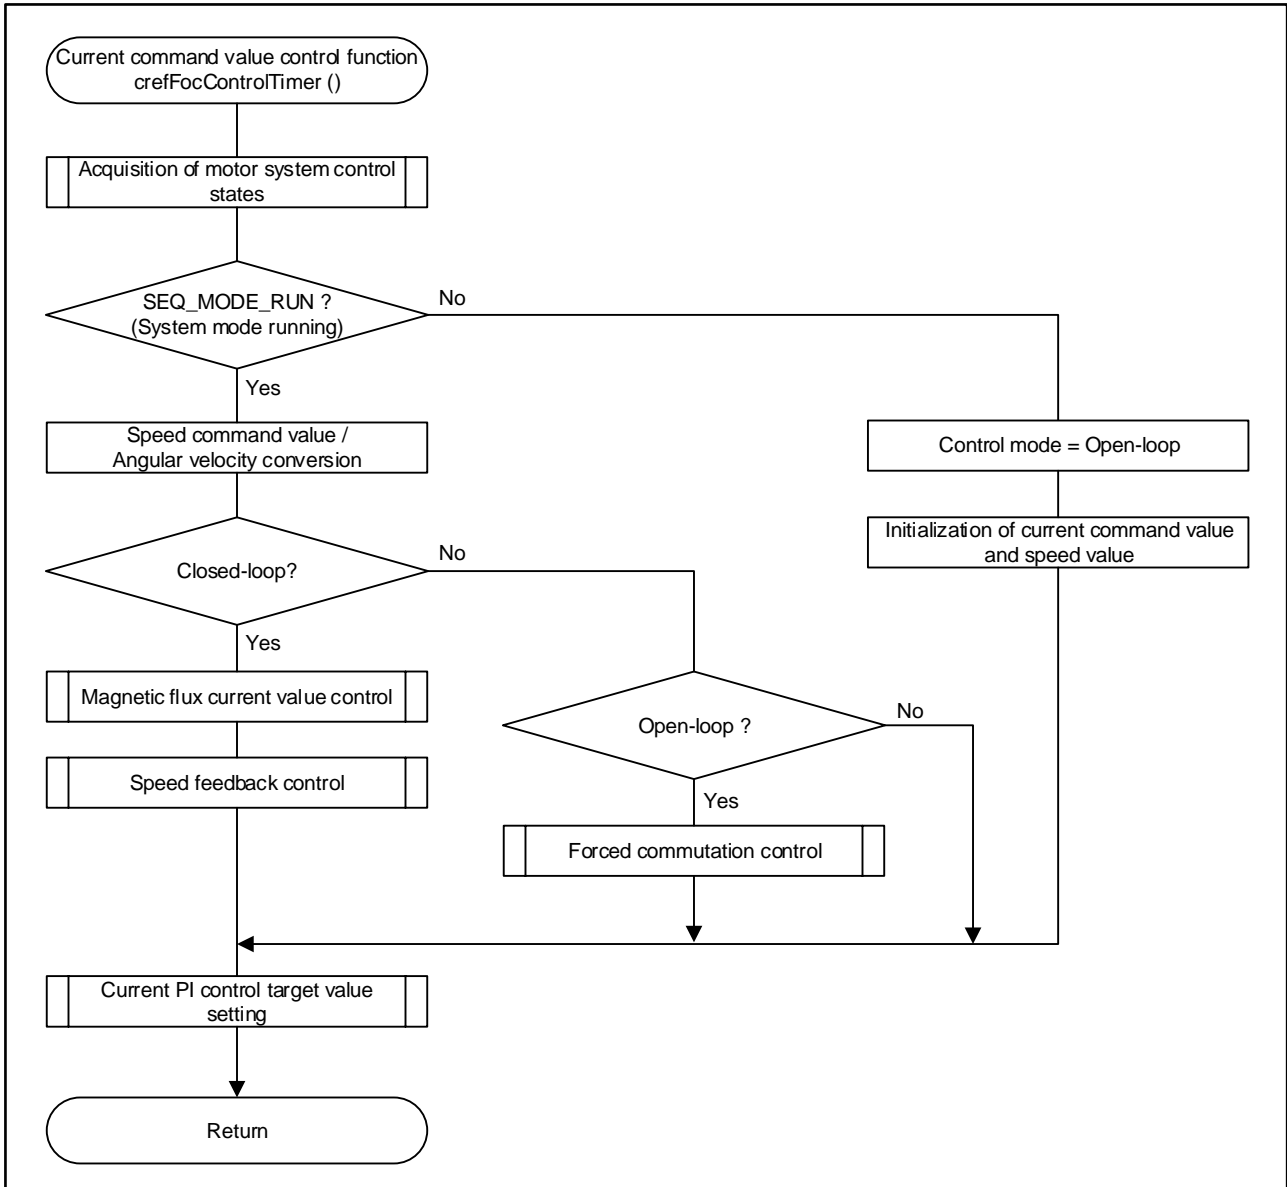 Current command value control function
crefFocControlTimer ()
Acquisition of motor system control
states
SEQ_MODE_RUN ?
(System mode running)
No
Yes
Speed command value /
Angular velocity conversion
Control mode = Open-loop
Initialization of current command value
and speed value
Closed-loop?
No
Yes
Magnetic flux current value control
Open-loop ?
No
Speed feedback control
Yes
Forced commutation control
Current PI control target value
setting
Return